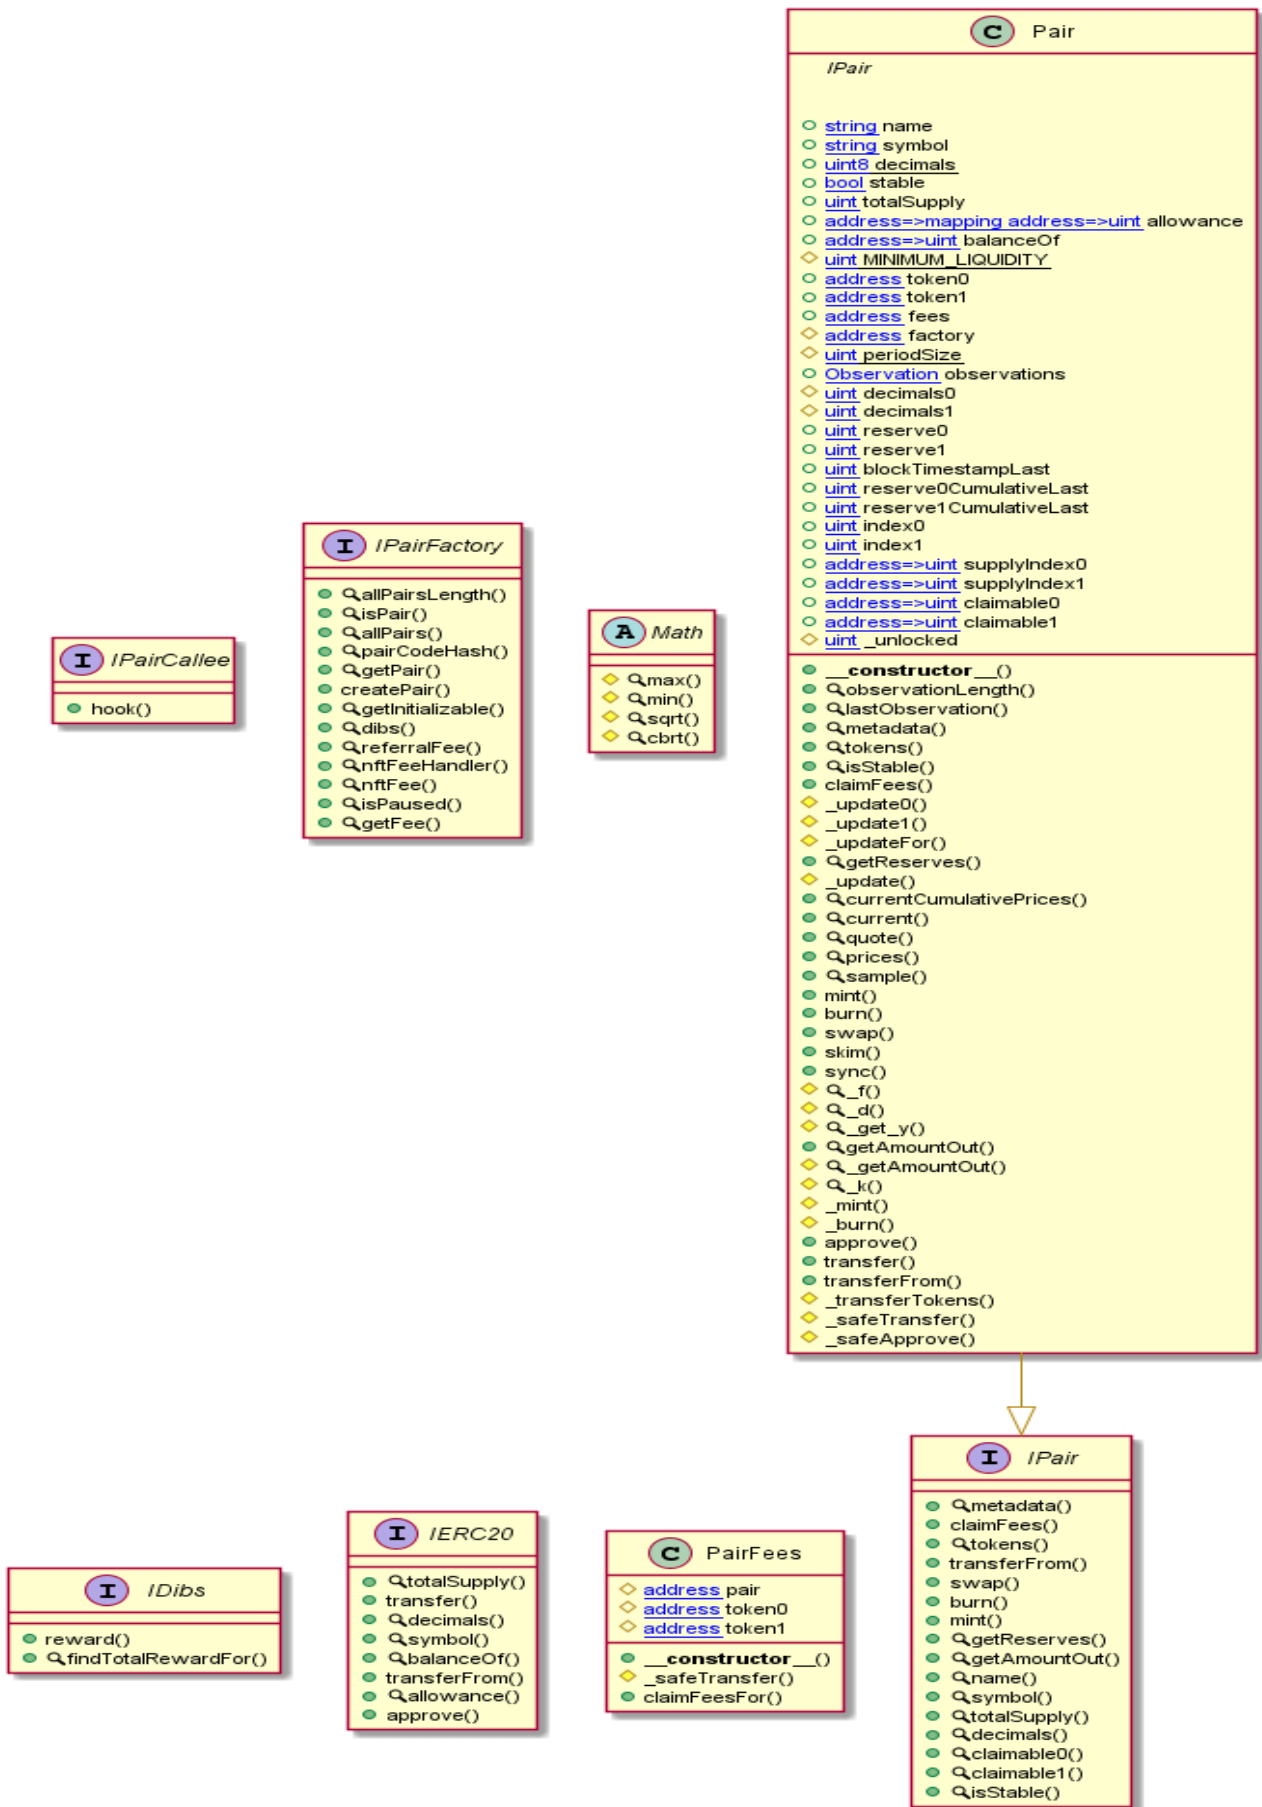 C Pair
IPair
string name
string symbol
uint8 decimals
bool stable
uint totalSupply
address=>mapping address=>uint allowance
address=>uint balanceOf
uint MINIMUM_LIQUIDITY
address token0
address token1
address fees
address factory
uint periodSize
Observation observations
uint decimals0
uint decimals1
uint reserve0
uint reserve1
uint blockTimestampLast
uint reserve0CumulativeLast
uint reserve1CumulativeLast
uint index0
uint index1
address=>uint supplyIndex0
address=>uint supplyIndex1
address=>uint claimable0
address=>uint claimable1
uint _unlocked
__constructor__()
observationLength()
lastObservation()
metadata()
tokens()
isStable()
claimFees()
_update0()
_update1()
_updateFor()
getReserves()
_update()
currentCumulativePrices()
current()
quote()
prices()
sample()
mint()
burn()
swap()
skim()
sync()
_f()
_d()
_get_y()
getAmountOut()
_getAmountOut()
_k()
_mint()
_burn()
approve()
transfer()
transferFrom()
_transferTokens()
_safeTransfer()
_safeApprove()
I IPairCallee
hook()
I IPairFactory
allPairsLength()
isPair()
allPairs()
pairCodeHash()
getPair()
createPair()
getInitializable()
dibs()
referralFee()
nftFeeHandler()
nftFee()
isPaused()
getFee()
A Math
max()
min()
sqrt()
cbrt()
I IDibs
reward()
findTotalRewardFor()
I IERC20
totalSupply()
transfer()
decimals()
symbol()
balanceOf()
transferFrom()
allowance()
approve()
C PairFees
address pair
address token0
address token1
__constructor__()
_safeTransfer()
claimFeesFor()
I IPair
metadata()
claimFees()
tokens()
transferFrom()
swap()
burn()
mint()
getReserves()
getAmountOut()
name()
symbol()
totalSupply()
decimals()
claimable0()
claimable1()
isStable()